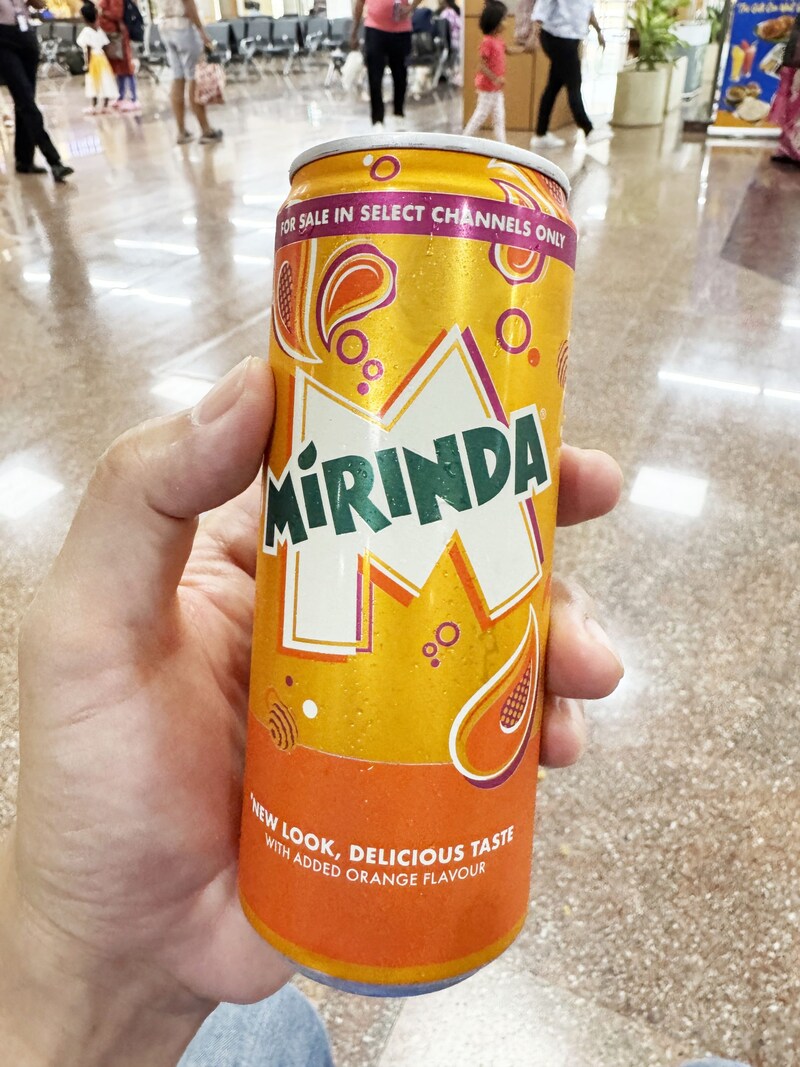 FOR SALE IN SELECT CHANNELS ONLY
MiRINDA
*NEW LOOK, DELICIOUS TASTE
WITH ADDED ORANGE FLAVOUR